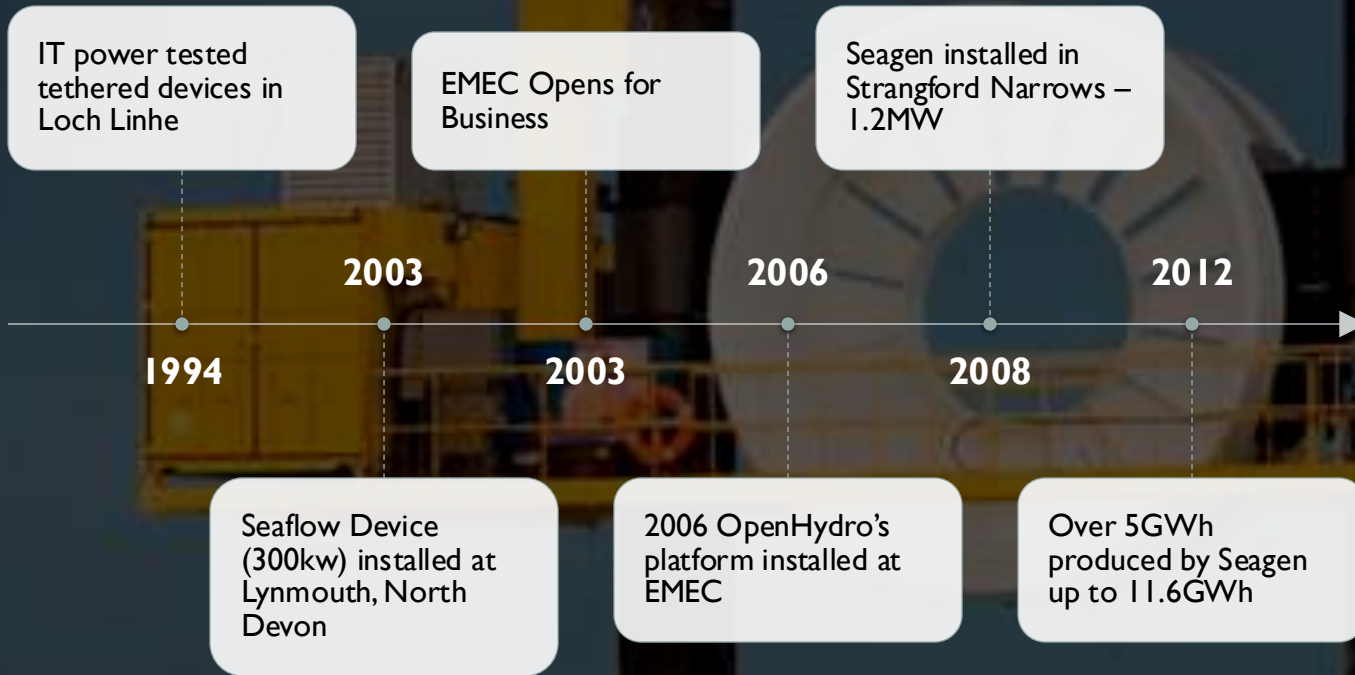 IT power tested
tethered devices in
Loch Linhe
EMEC Opens for
Business
Seagen installed in
Strangford Narrows –
1.2MW
2003
2006
2012
1994
2003
2008
Seaflow Device
(300kw) installed at
Lynmouth, North
Devon
2006 OpenHydro’s
platform installed at
EMEC
Over 5GWh
produced by Seagen
up to 11.6GWh